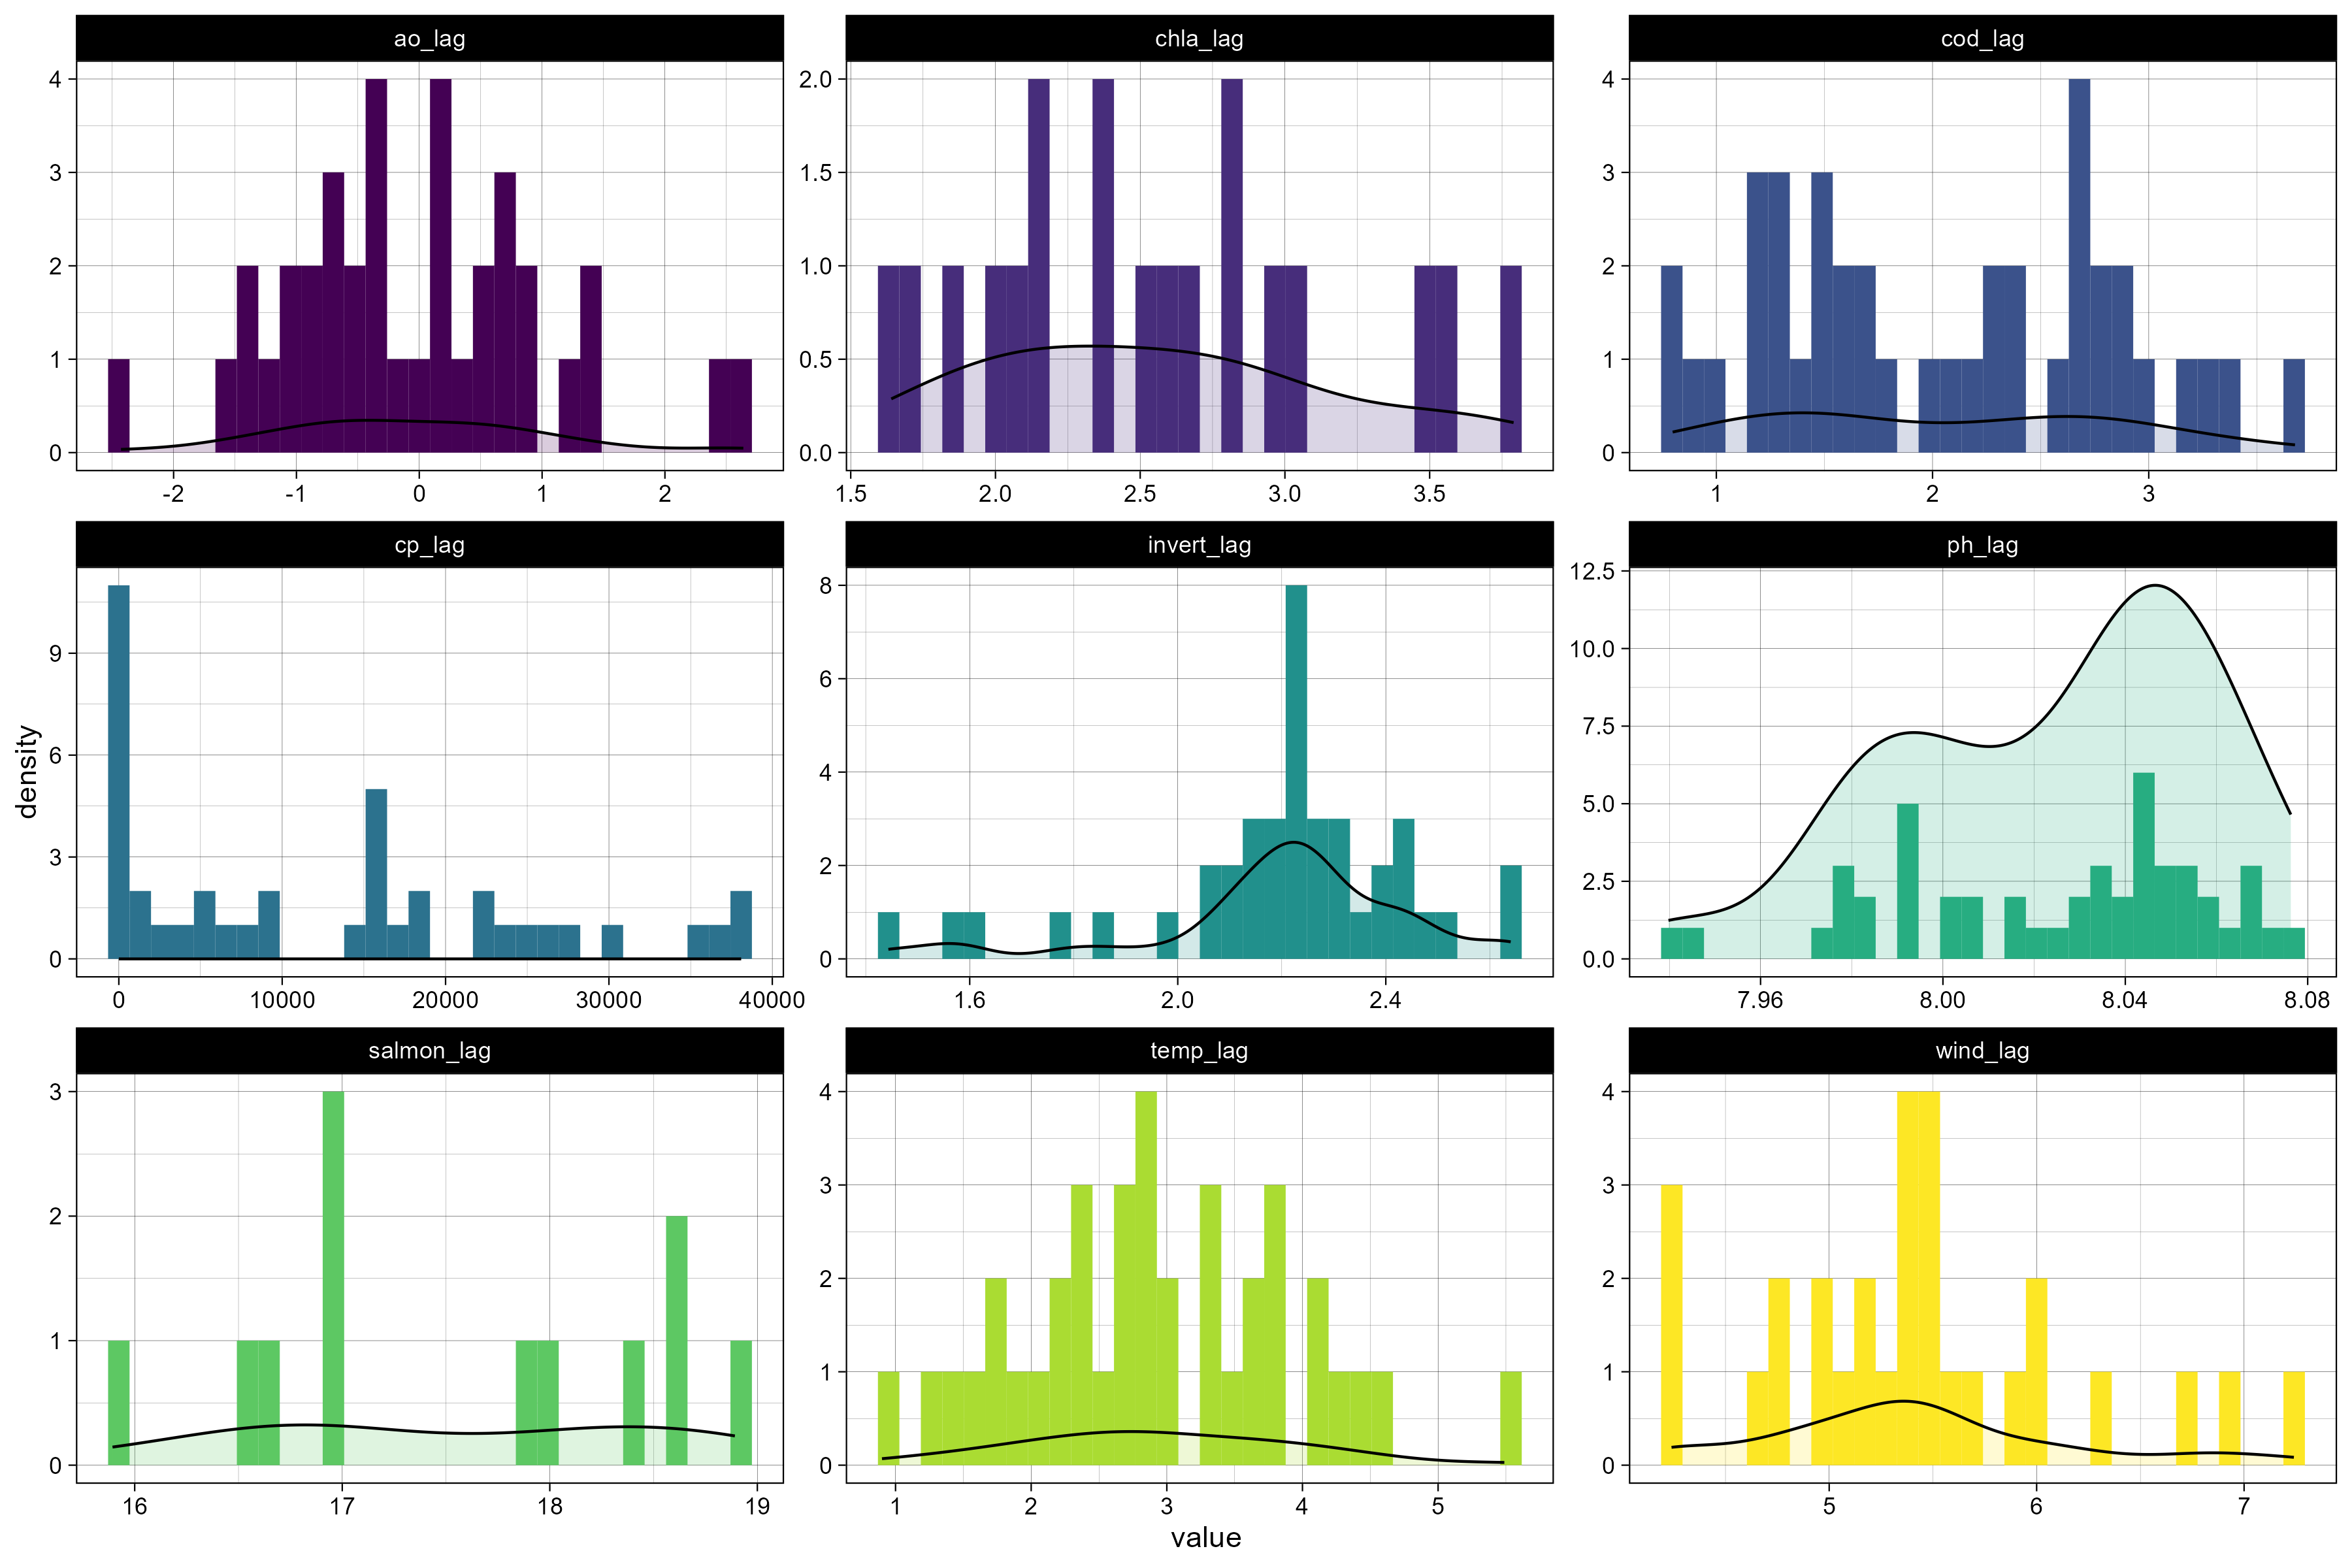 ao_lag
4
3
2
1
0
-2 -1 0 1 2
chla_lag
2.0
1.5
1.0
0.5
0.0
1.5 2.0 2.5 3.0 3.5
cod_lag
4
3
2
1
0
1 2 3
density
cp_lag
9
6
3
0
0 10000 20000 30000 40000
invert_lag
8
6
4
2
0
1.6 2.0 2.4
ph_lag
12.5
10.0
7.5
5.0
2.5
0.0
7.96 8.00 8.04 8.08
salmon_lag
3
2
1
0
16 17 18 19
temp_lag
4
3
2
1
0
1 2 3 4 5
wind_lag
4
3
2
1
0
5 6 7
value